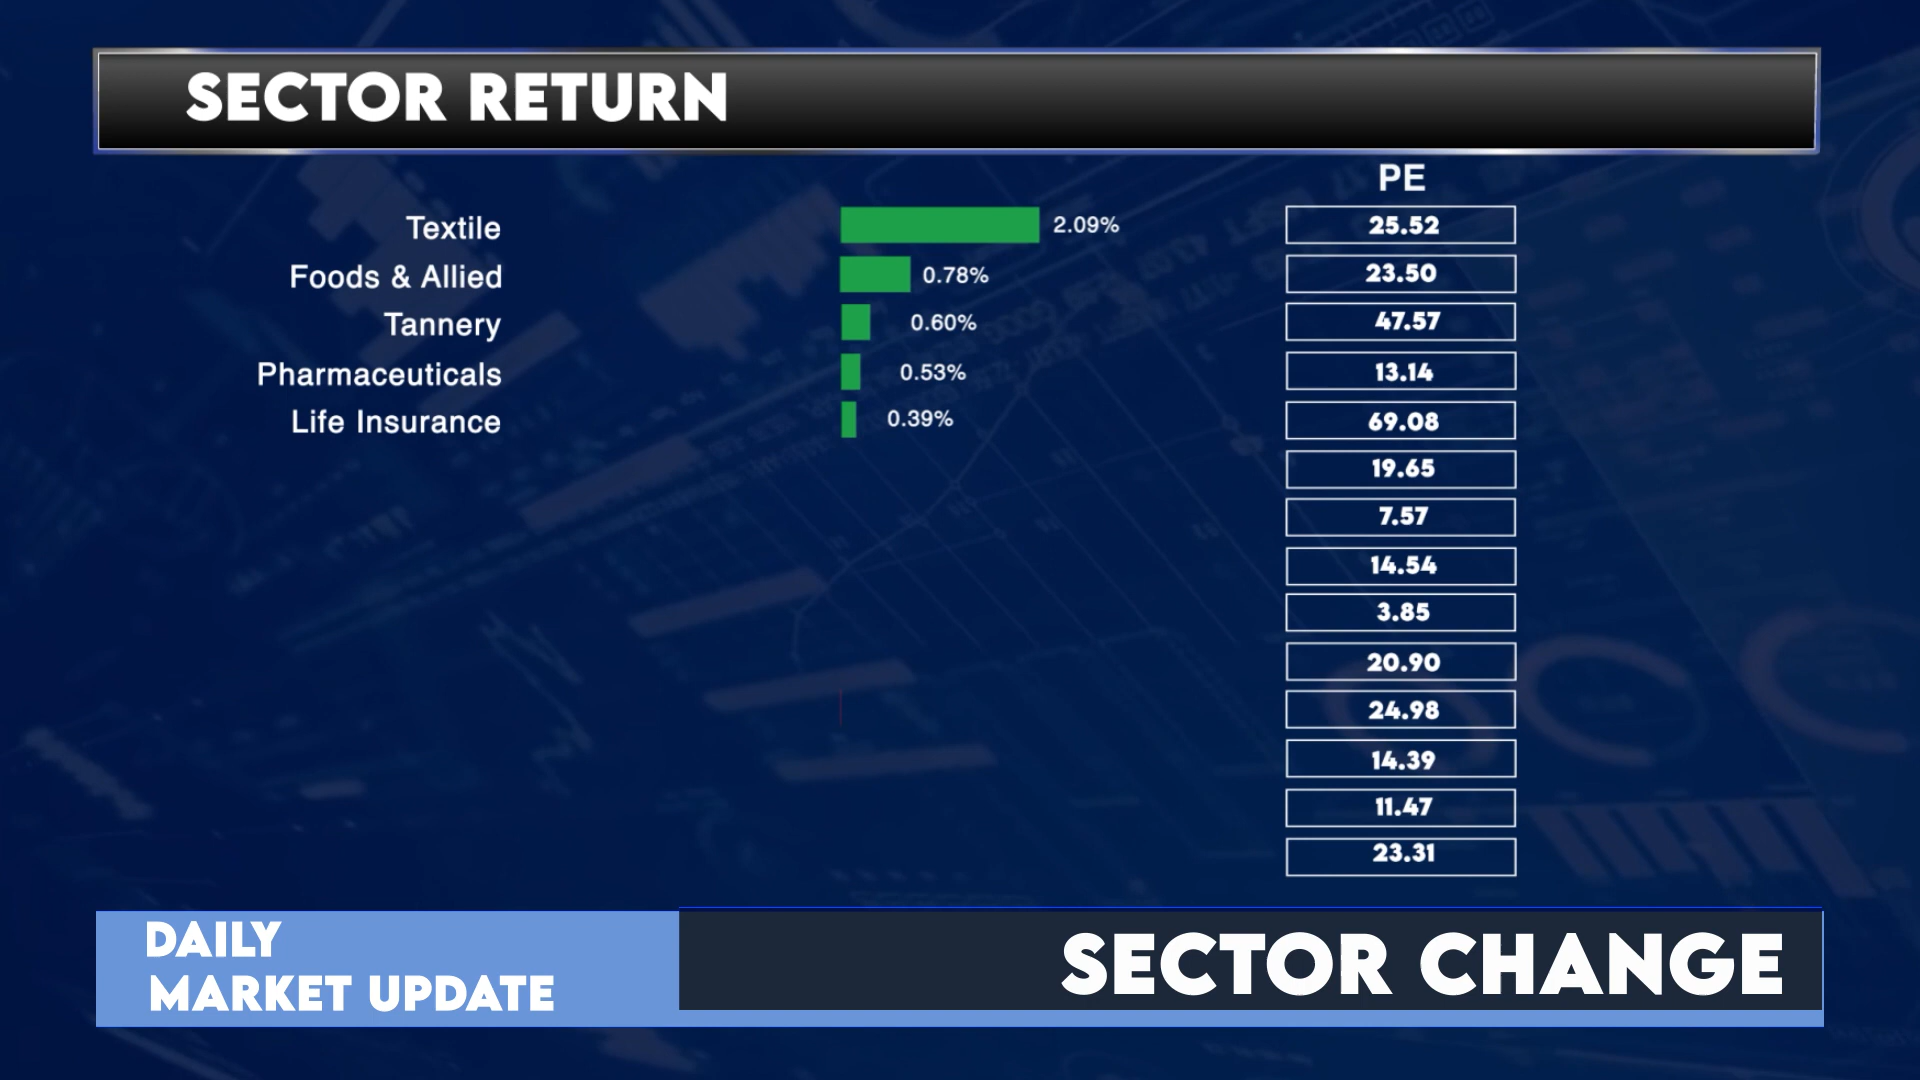 SECTOR RETURN
PE
Textile 2.09% 25.52
Foods & Allied 0.78% 23.50
Tannery 0.60% 47.57
Pharmaceuticals 0.53% 13.14
Life Insurance 0.39% 69.08
19.65
7.57
14.54
3.85
20.90
24.98
14.39
11.47
23.31
DAILY
MARKET UPDATE
SECTOR CHANGE